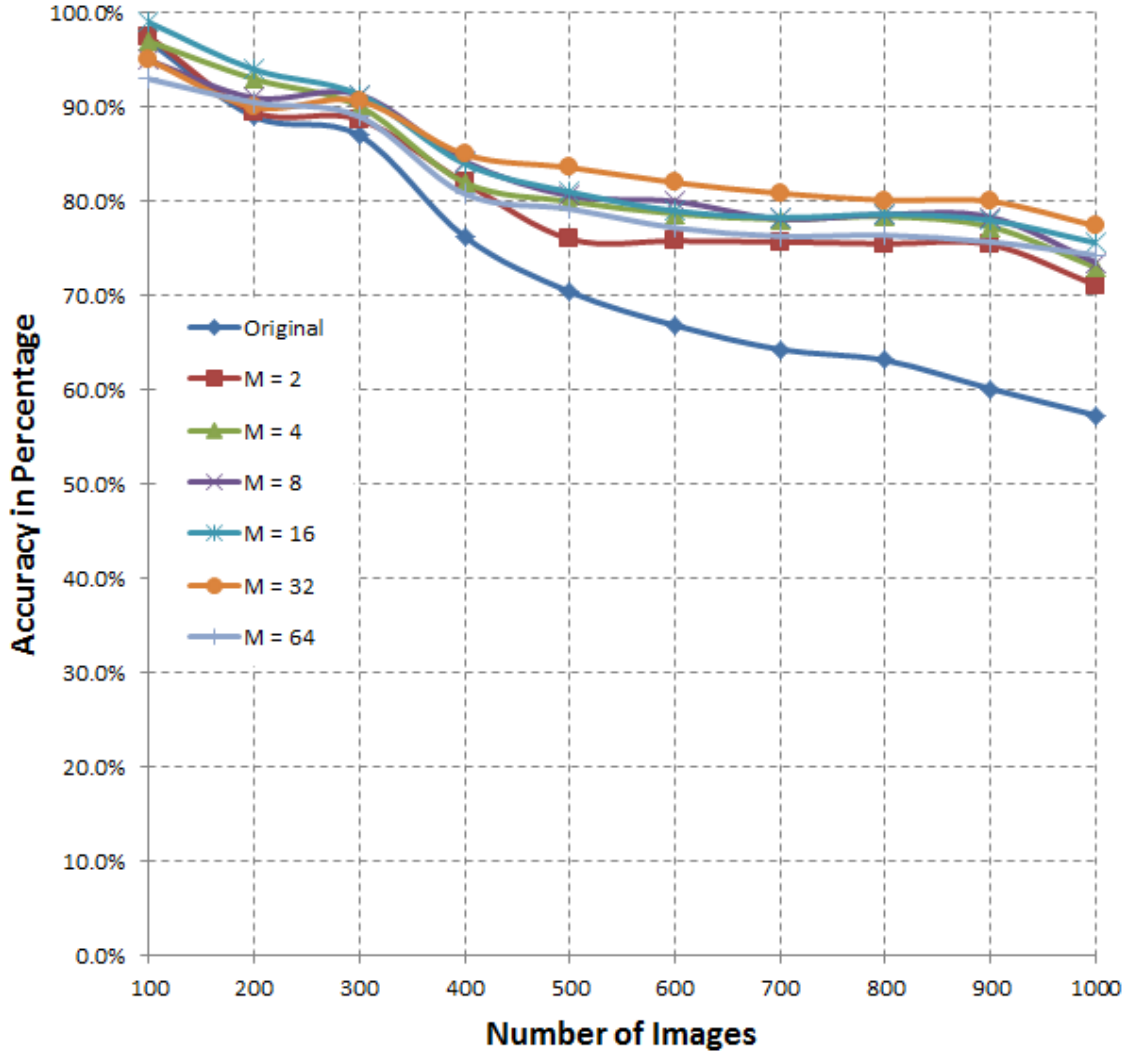 100.0%
90.0%
80.0%
70.0%
60.0%
50.0%
40.0%
30.0%
20.0%
10.0%
0.0%
Accuracy in Percentage
Original
M = 2
M = 4
M = 8
M = 16
M = 32
M = 64
100 200 300 400 500 600 700 800 900 1000
Number of Images